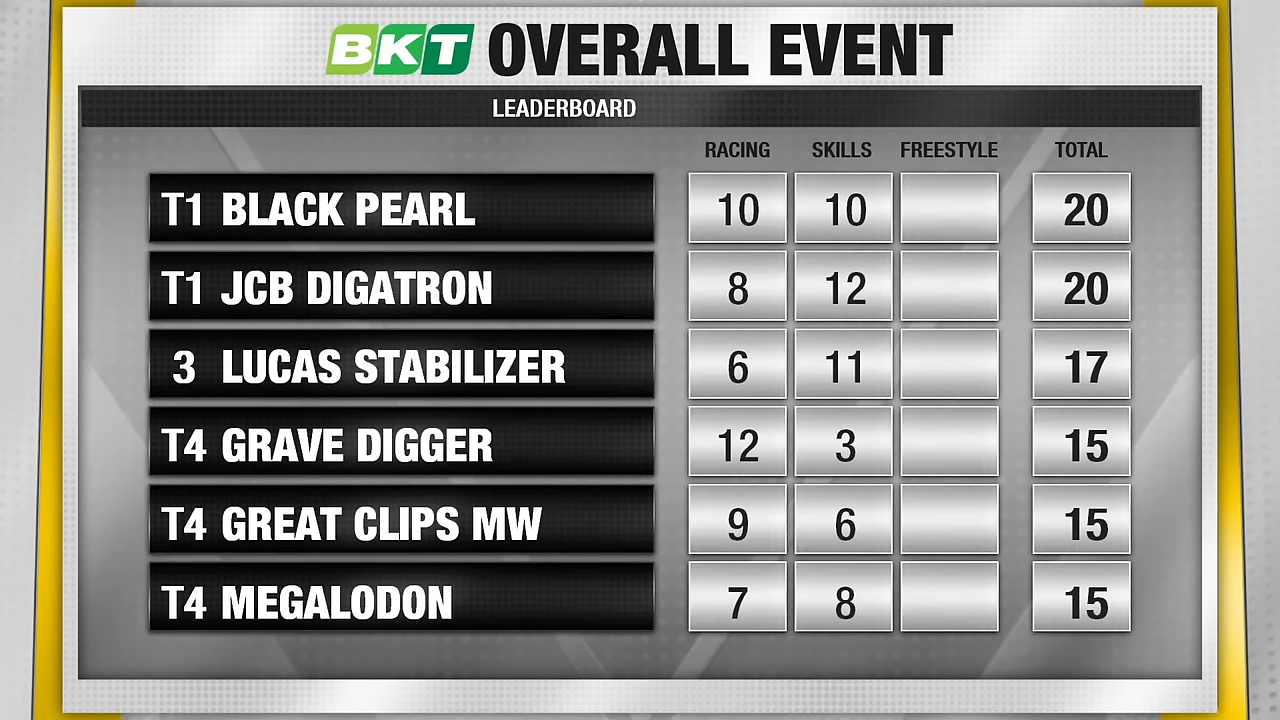 BKT OVERALL EVENT
LEADERBOARD
RACING SKILLS FREESTYLE TOTAL
T1 BLACK PEARL 10 10 20
T1 JCB DIGATRON 8 12 20
3 LUCAS STABILIZER 6 11 17
T4 GRAVE DIGGER 12 3 15
T4 GREAT CLIPS MW 9 6 15
T4 MEGALODON 7 8 15